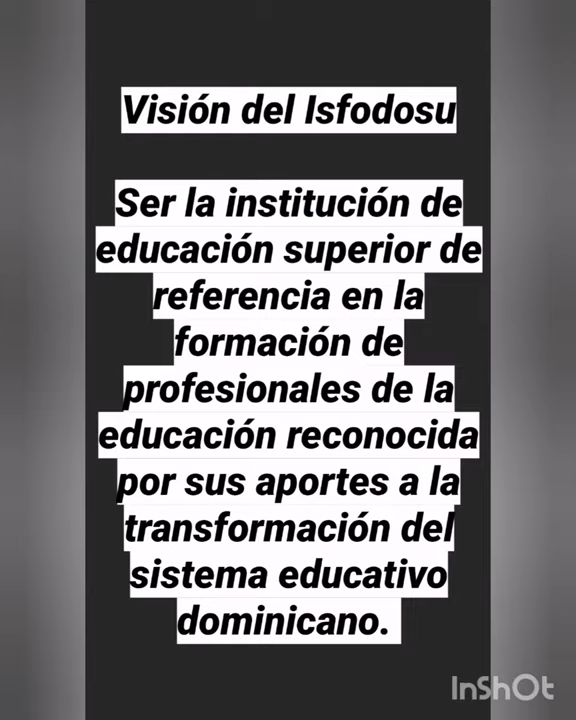 Visión del Isfodosu
Ser la institución de
educación superior de
referencia en la
formación de
profesionales de la
educación reconocida
por sus aportes a la
transformación del
sistema educativo
dominicano.
InShOt